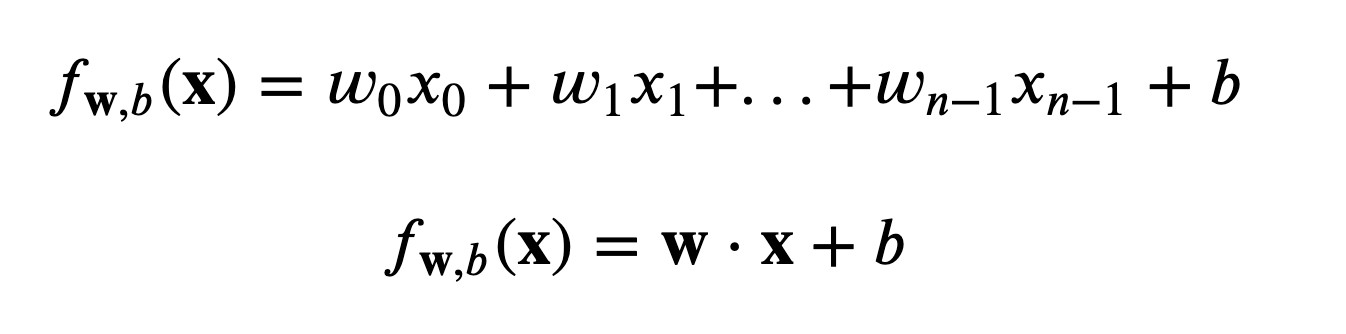 f_{𝐰,b}(𝐱) = w_0x_0 + w_1x_1+...+w_{n−1}x_{n−1} + b
f_{𝐰,b}(𝐱) = 𝐰 · 𝐱 + b